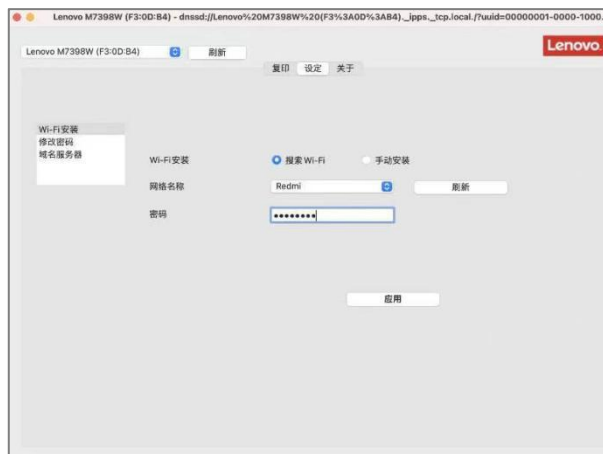 Lenovo M7398W (F3:0D:B4) - dnssd://Lenovo%20M7398W%20(F3%3A0D%3AB4)._ipps._tcp.local./?uuid=00000001-0000-1000.
Lenovo M7398W (F3:0D:B4) 刷新
Lenovo.
复印 设定 关于
Wi-Fi安装
修改密码
域名服务器
Wi-Fi安装 搜索Wi-Fi 手动安装
网络名称 Redmi 刷新
密码 ••••••••
应用